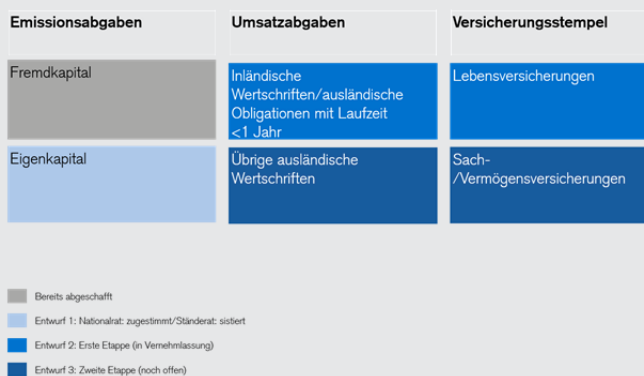 Emissionsabgaben
Umsatzabgaben
Versicherungsstempel
Fremdkapital
Inländische
Wertschriften/ausländische
Obligationen mit Laufzeit
<1 Jahr
Lebensversicherungen
Eigenkapital
Übrige ausländische
Wertschriften
Sach-
/Vermögensversicherungen
Bereits abgeschafft
Entwurf 1: Nationalrat: zugestimmt/Ständerat: sistiert
Entwurf 2: Erste Etappe (in Vernehmlassung)
Entwurf 3: Zweite Etappe (noch offen)